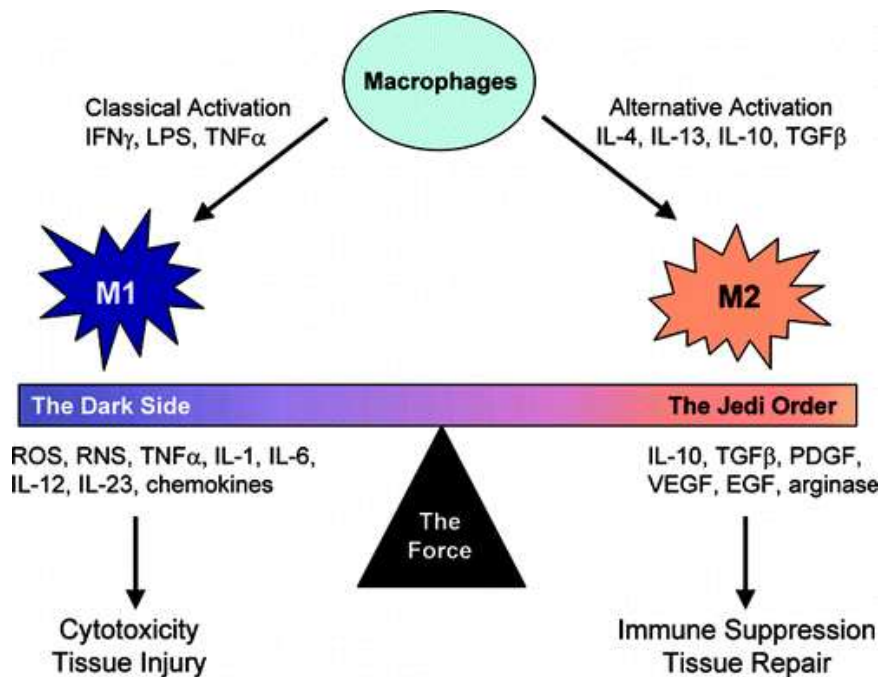 Macrophages
Classical Activation
IFNγ, LPS, TNFα
Alternative Activation
IL-4, IL-13, IL-10, TGFβ
M1
M2
The Dark Side
The Jedi Order
ROS, RNS, TNFα, IL-1, IL-6,
IL-12, IL-23, chemokines
IL-10, TGFβ, PDGF,
VEGF, EGF, arginase
The
Force
Cytotoxicity
Tissue Injury
Immune Suppression
Tissue Repair